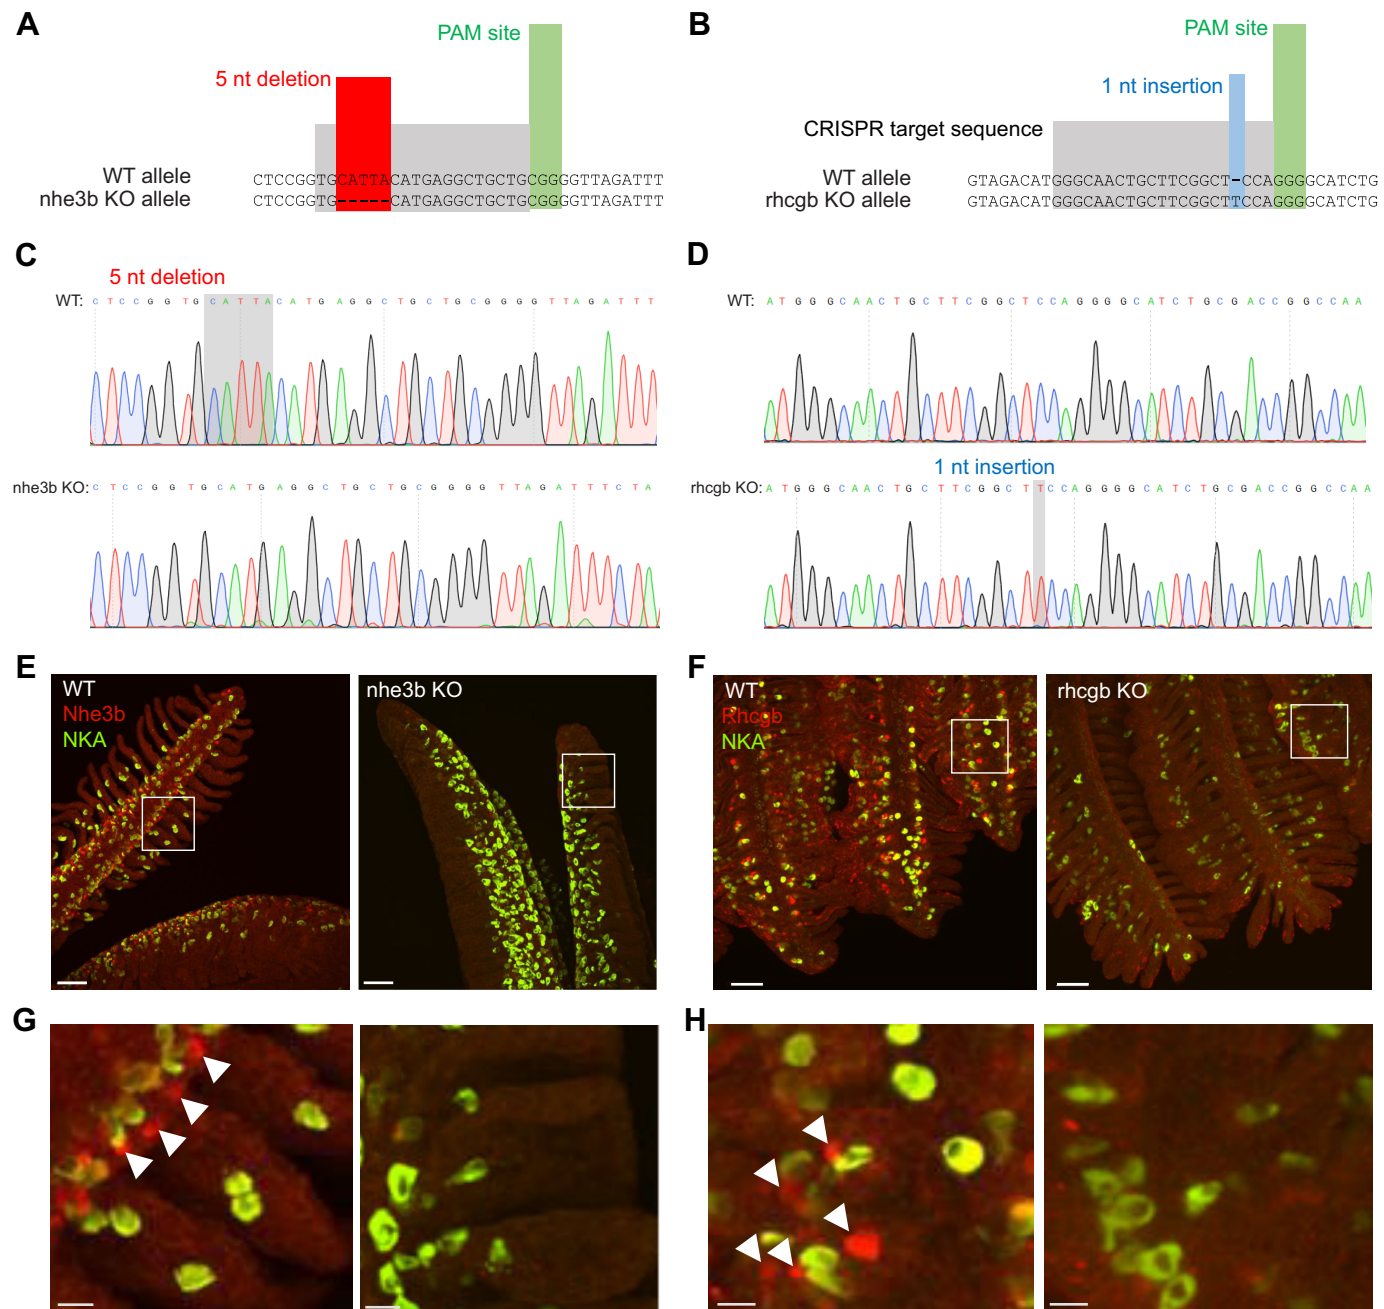 A
PAM site
5 nt deletion
WT allele CTCCGGTGCATTACATGAGGCTGCTGCGGGGTTAGATTT
nhe3b KO allele CTCCGGTG-----CATGAGGCTGCTGCGGGGTTAGATTT
B
PAM site
1 nt insertion
CRISPR target sequence
WT allele GTAGACATGGGCAACTGCTTCGGCT-CCAGGGGCATCTG
rhcgb KO allele GTAGACATGGGCAACTGCTTCGGCTTCCAGGGGCATCTG
C
5 nt deletion
WT: C T C C G G T G C A T T A C A T G A G G C T G C T G C G G G G T T A G A T T T
nhe3b KO: C T C C G G T G C A T G A G G C T G C T G C G G G G T T A G A T T T C T A
D
WT: A T G G G C A A C T G C T T C G G C T C C A G G G G C A T C T G C G A C C G G C C A A
1 nt insertion
rhcgb KO: A T G G G C A A C T G C T T C G G C T T C C A G G G G C A T C T G C G A C C G G C C A A
E
WT
Nhe3b
NKA
nhe3b KO
F
WT
Rhcgb
NKA
rhcgb KO
G
H